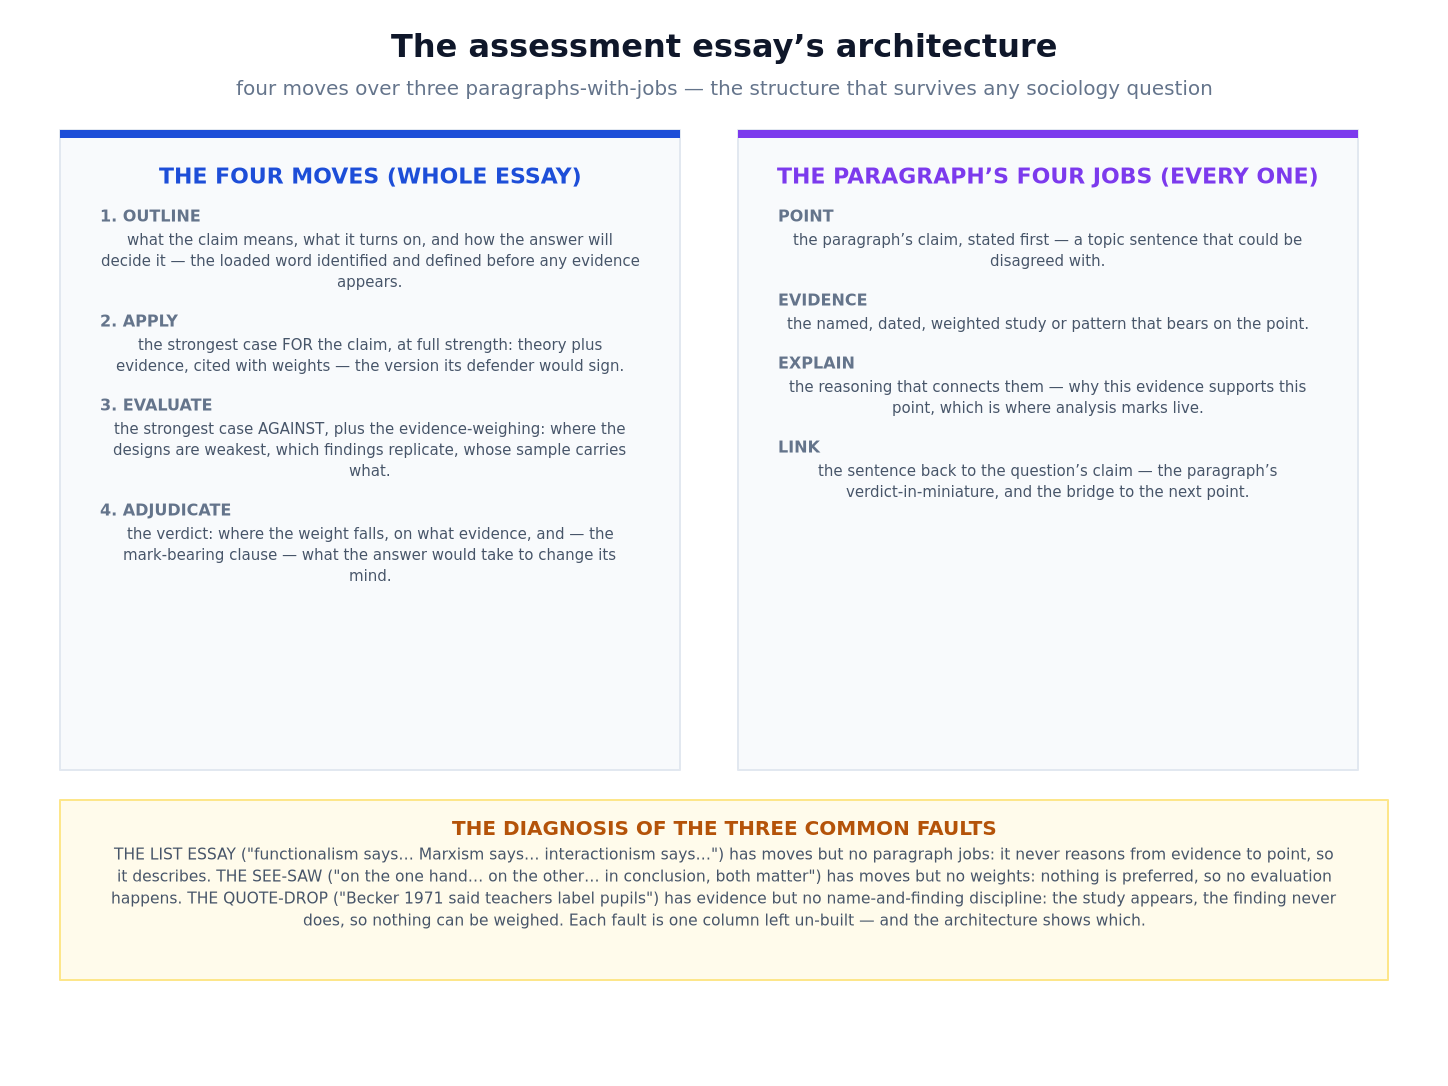 The assessment essay’s architecture
four moves over three paragraphs-with-jobs — the structure that survives any sociology question
THE FOUR MOVES (WHOLE ESSAY)
1. OUTLINE
what the claim means, what it turns on, and how the answer will
decide it — the loaded word identified and defined before any evidence
appears.
2. APPLY
the strongest case FOR the claim, at full strength: theory plus
evidence, cited with weights — the version its defender would sign.
3. EVALUATE
the strongest case AGAINST, plus the evidence-weighing: where the
designs are weakest, which findings replicate, whose sample carries
what.
4. ADJUDICATE
the verdict: where the weight falls, on what evidence, and — the
mark-bearing clause — what the answer would take to change its
mind.
THE PARAGRAPH’S FOUR JOBS (EVERY ONE)
POINT
the paragraph’s claim, stated first — a topic sentence that could be
disagreed with.
EVIDENCE
the named, dated, weighted study or pattern that bears on the point.
EXPLAIN
the reasoning that connects them — why this evidence supports this
point, which is where analysis marks live.
LINK
the sentence back to the question’s claim — the paragraph’s
verdict-in-miniature, and the bridge to the next point.
THE DIAGNOSIS OF THE THREE COMMON FAULTS
THE LIST ESSAY ("functionalism says… Marxism says… interactionism says…") has moves but no paragraph jobs: it never reasons from evidence to point, so
it describes. THE SEE-SAW ("on the one hand… on the other… in conclusion, both matter") has moves but no weights: nothing is preferred, so no evaluation
happens. THE QUOTE-DROP ("Becker 1971 said teachers label pupils") has evidence but no name-and-finding discipline: the study appears, the finding never
does, so nothing can be weighed. Each fault is one column left un-built — and the architecture shows which.